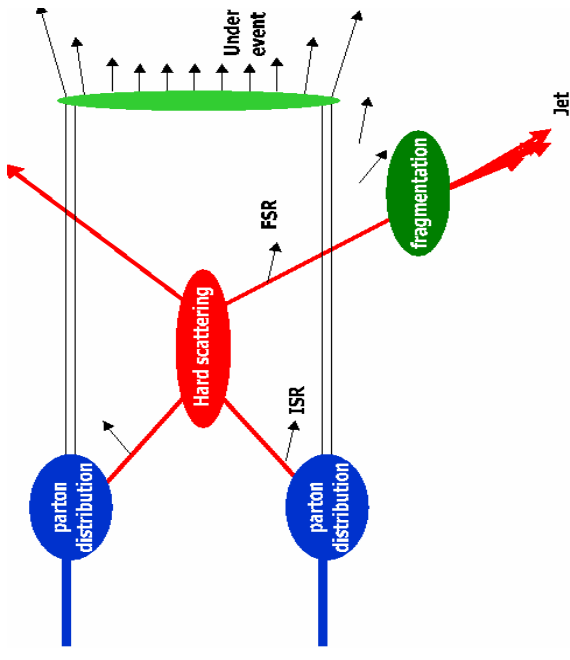 Under
event
Jet
fragmentation
FSR
Hard scattering
ISR
parton
distribution
parton
distribution